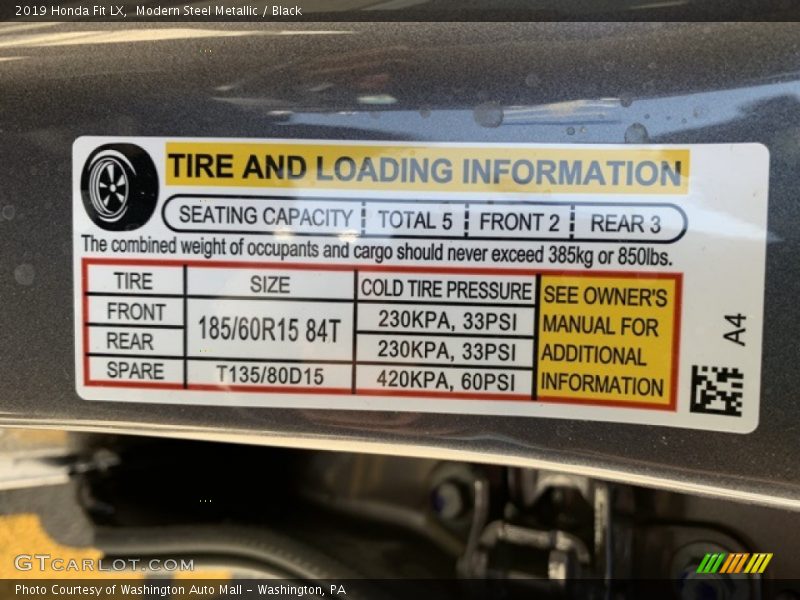 2019 Honda Fit LX,  Modern Steel Metallic / Black
TIRE AND LOADING INFORMATION
SEATING CAPACITY TOTAL 5 FRONT 2 REAR 3
The combined weight of occupants and cargo should never exceed 385kg or 850lbs.
TIRE SIZE COLD TIRE PRESSURE
FRONT 185/60R15 84T 230KPA, 33PSI
REAR 230KPA, 33PSI
SPARE T135/80D15 420KPA, 60PSI
SEE OWNER'S
MANUAL FOR
ADDITIONAL
INFORMATION
A4
GTCARLOT.COM
Photo Courtesy of Washington Auto Mall - Washington, PA